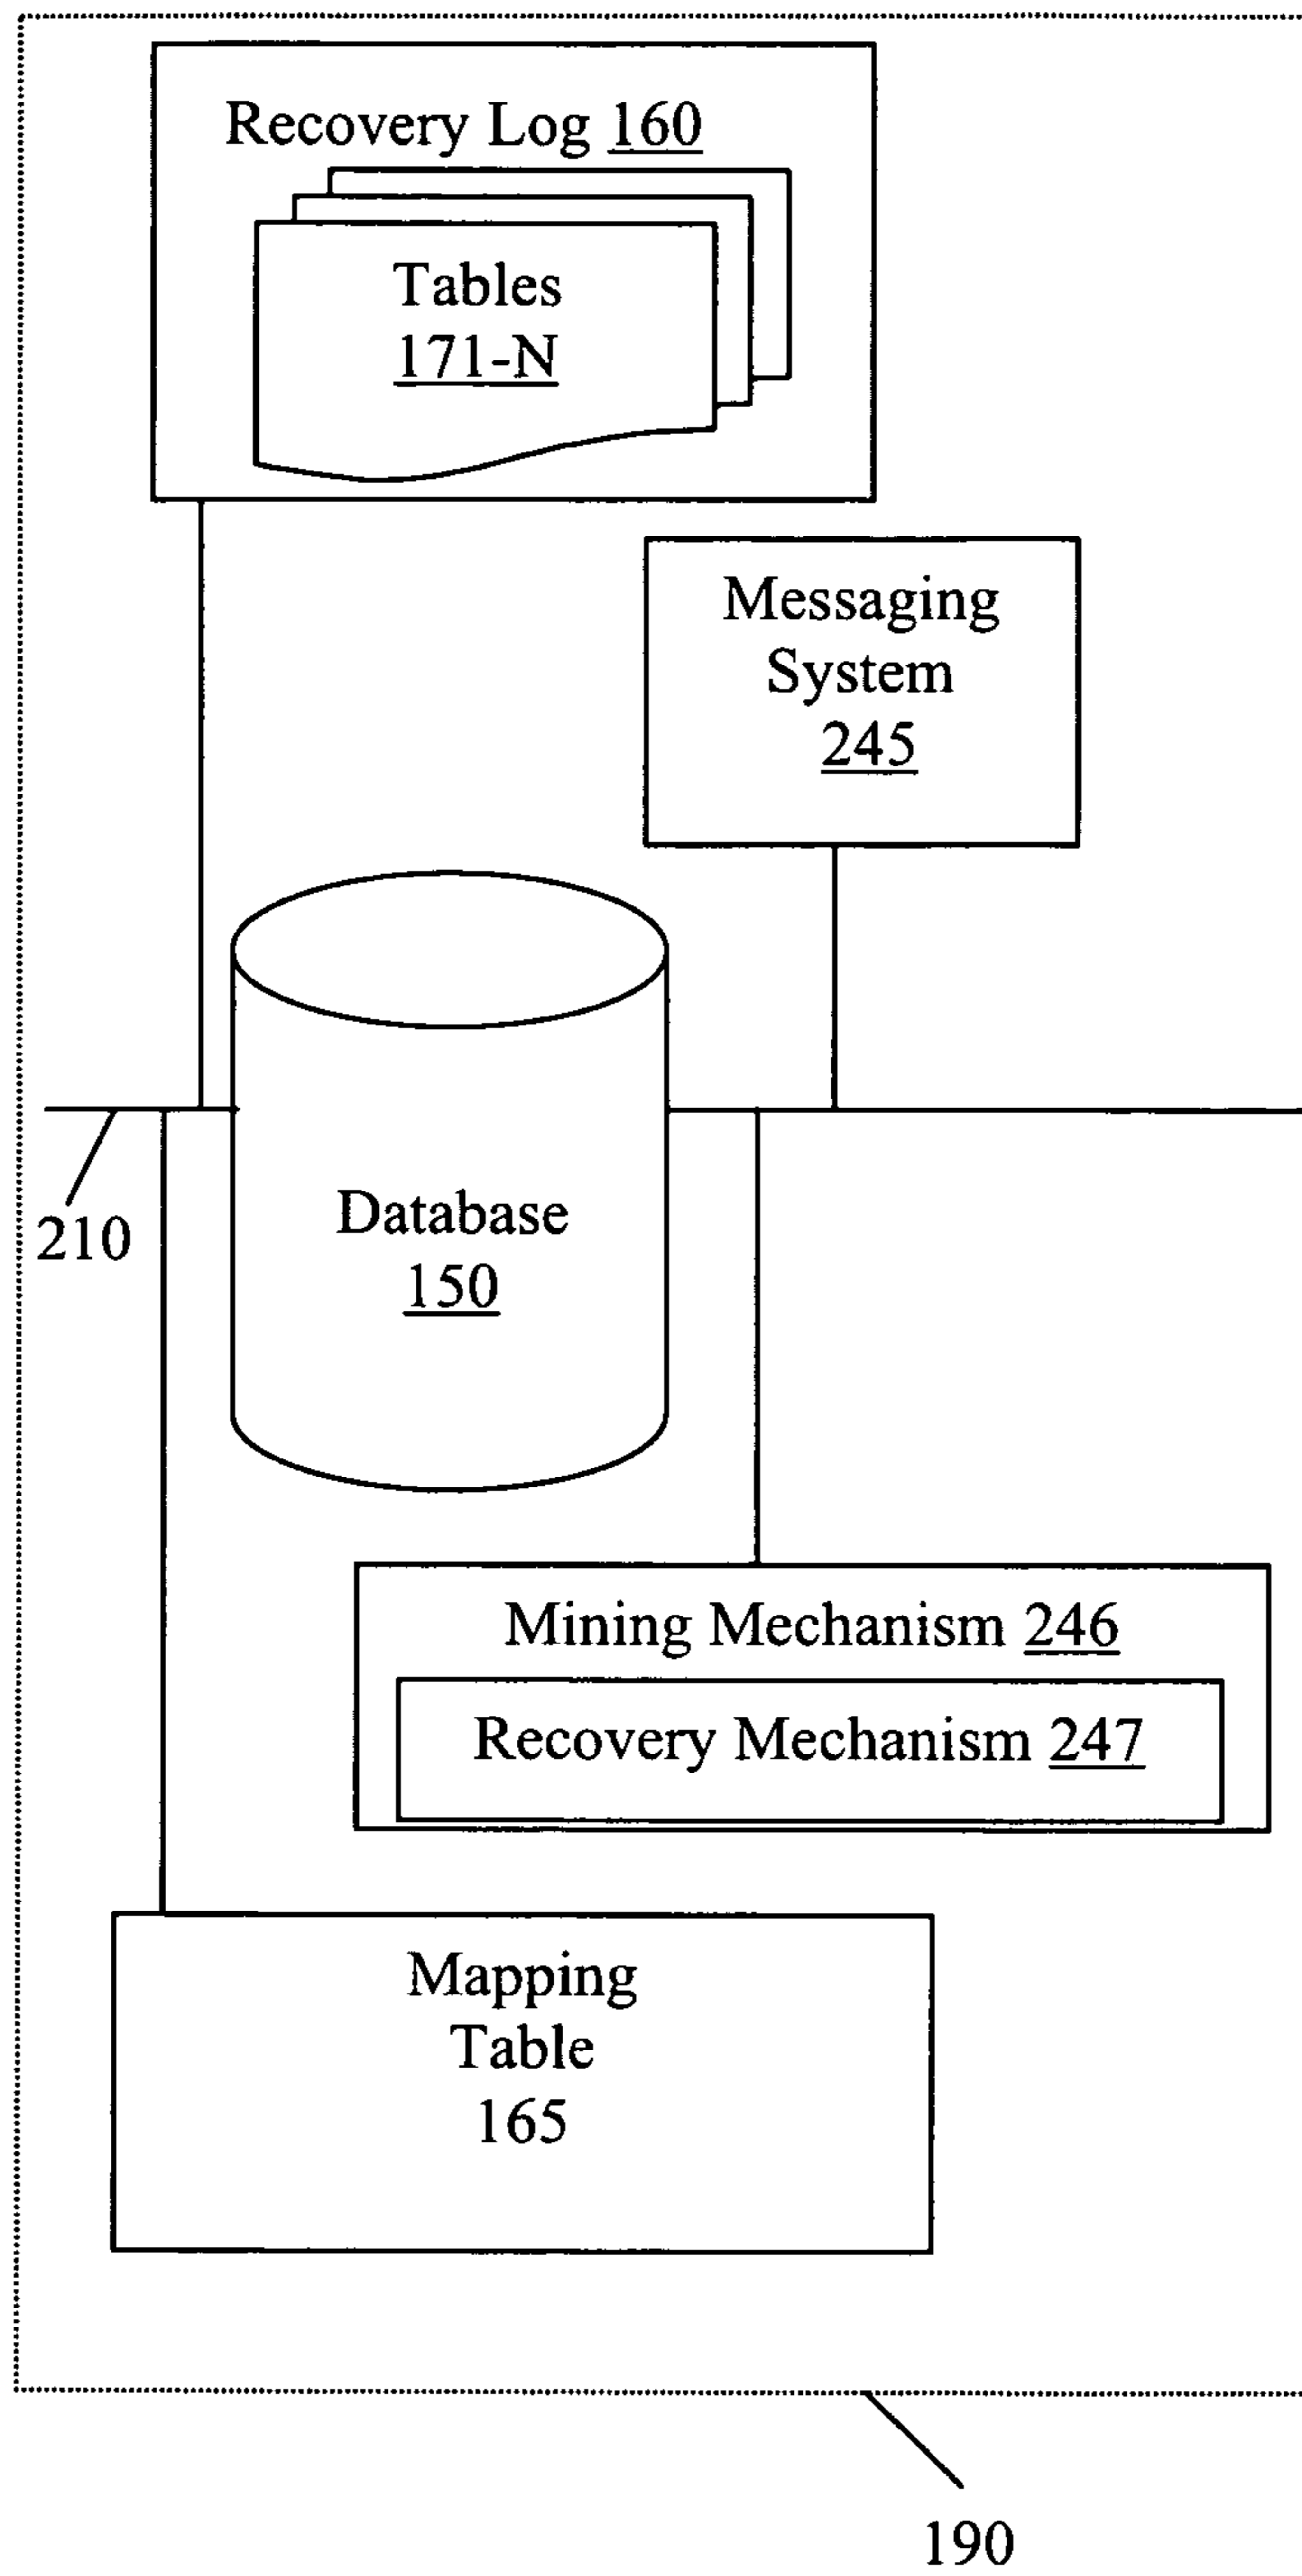 Recovery Log 160
Tables
171-N
Messaging
System
245
210
Database
150
Mining Mechanism 246
Recovery Mechanism 247
Mapping
Table
165
190